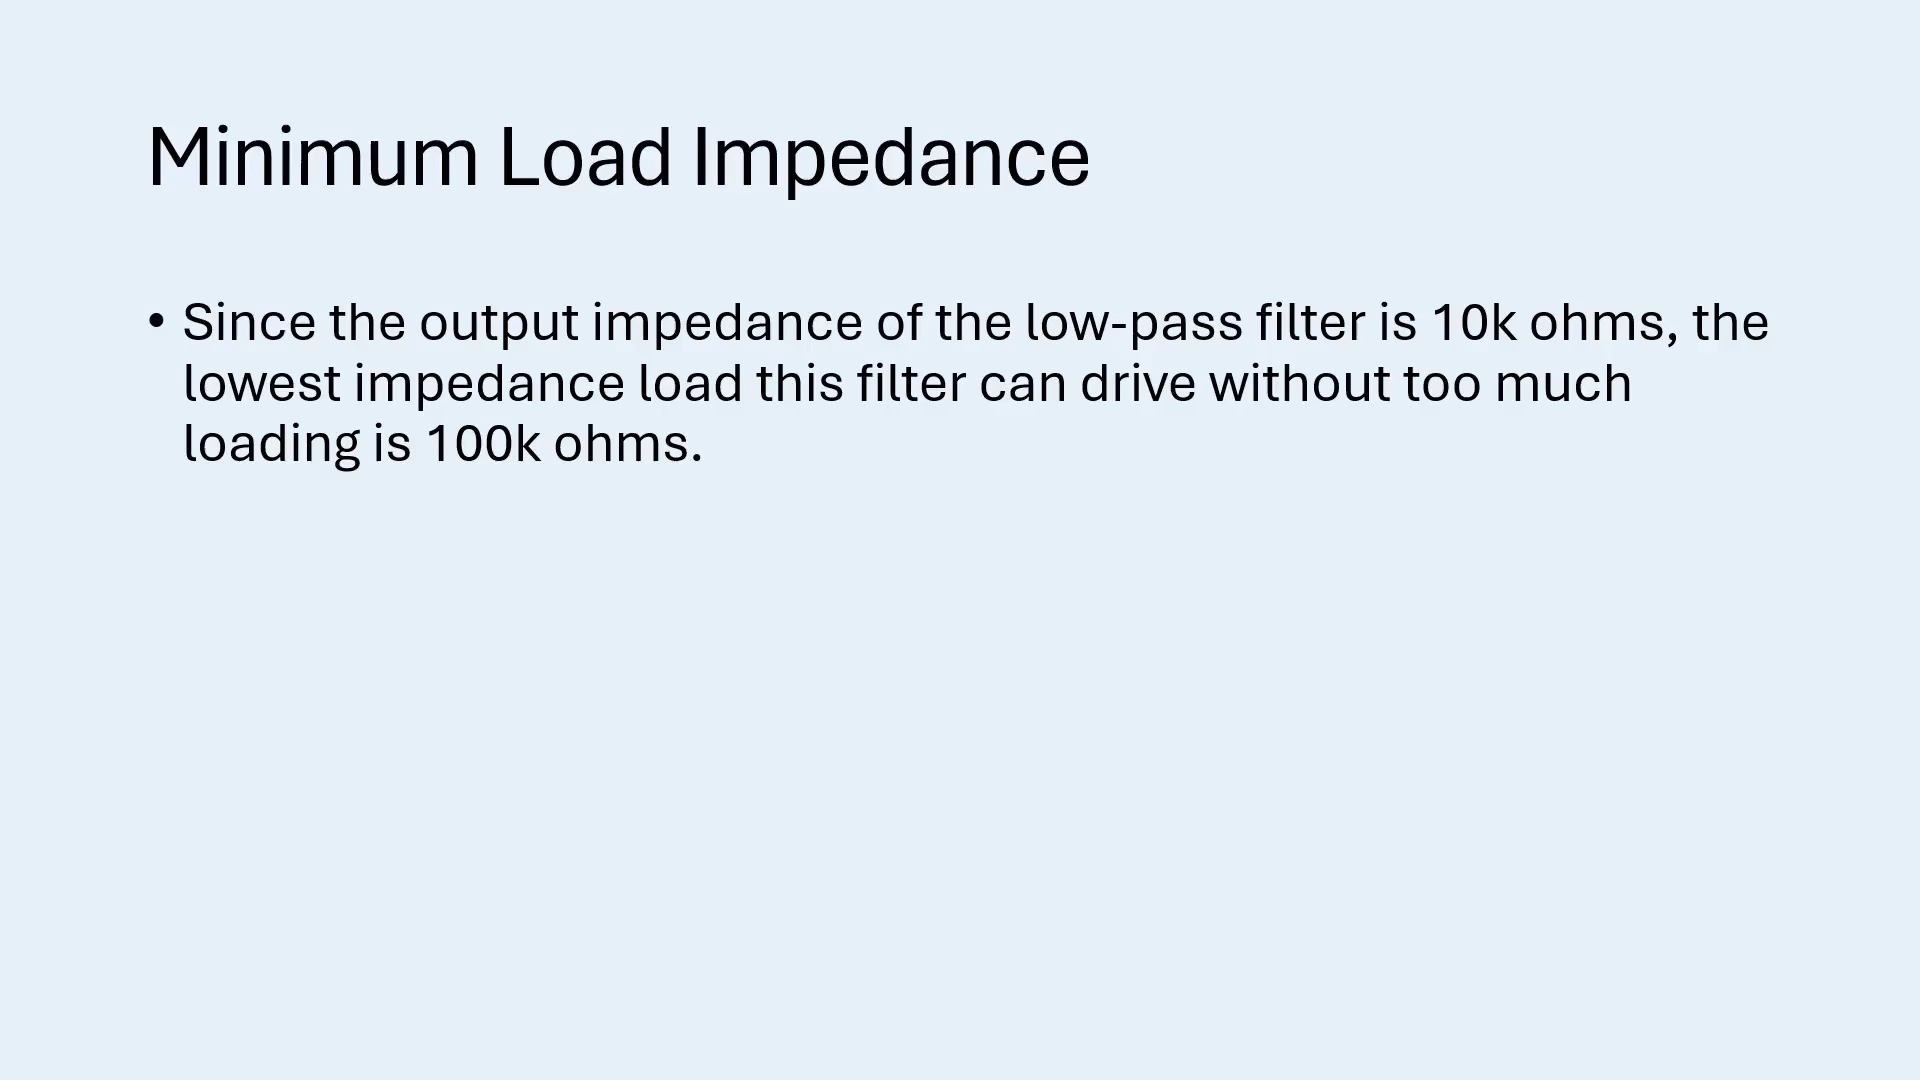 Minimum Load Impedance
• Since the output impedance of the low-pass filter is 10k ohms, the
lowest impedance load this filter can drive without too much
loading is 100k ohms.